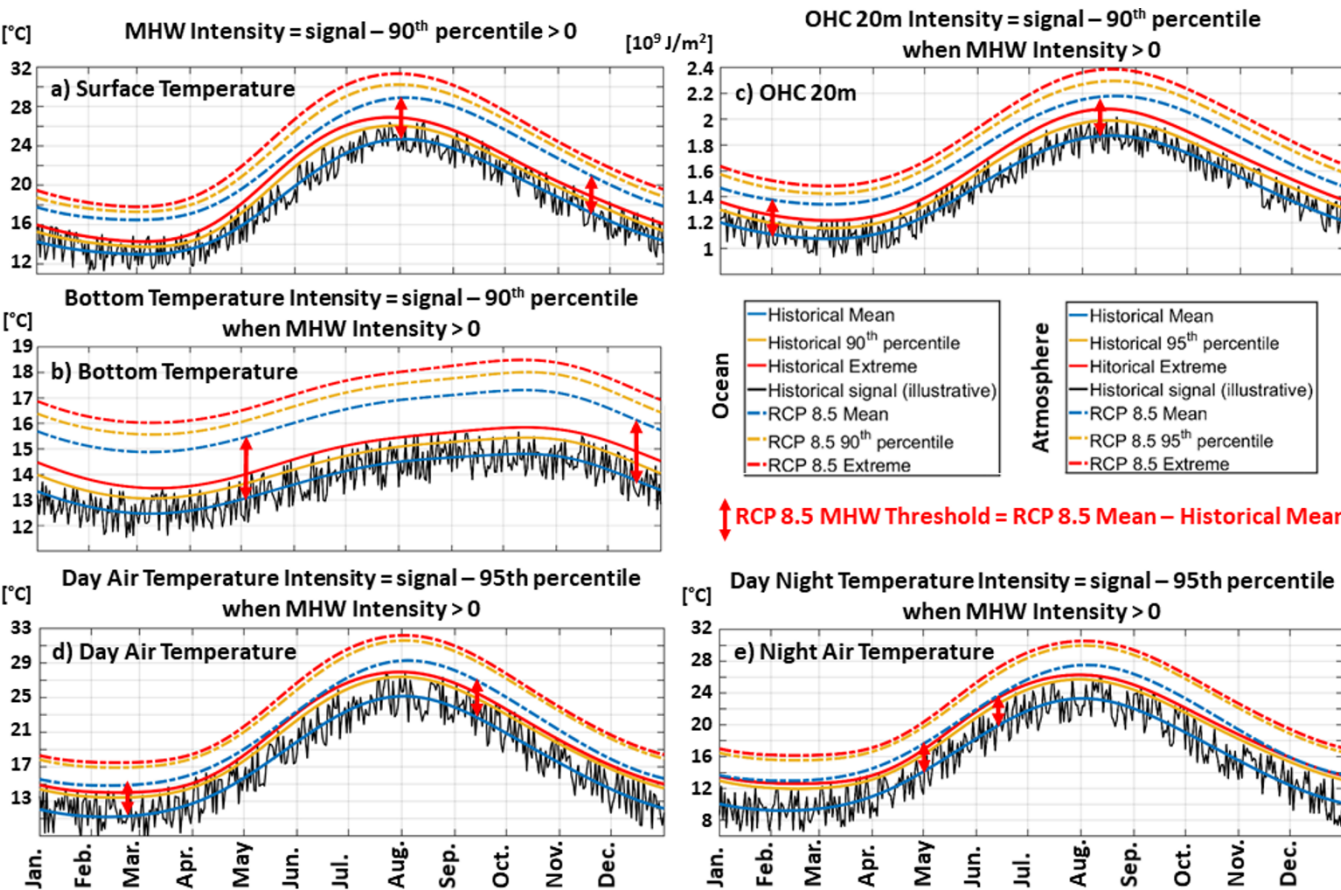 MHW Intensity = signal – 90th percentile > 0
[°C]
32
28
24
20
16
12
a) Surface Temperature
OHC 20m Intensity = signal – 90th percentile
when MHW Intensity > 0
[10⁹ J/m²]
2.4
2.2
2
1.8
1.6
1.4
1.2
1
c) OHC 20m
Bottom Temperature Intensity = signal – 90th percentile
when MHW Intensity > 0
[°C]
19
18
17
16
15
14
13
12
b) Bottom Temperature
Ocean
Historical Mean
Historical 90th percentile
Historical Extreme
Historical signal (illustrative)
RCP 8.5 Mean
RCP 8.5 90th percentile
RCP 8.5 Extreme
Atmosphere
Historical Mean
Historical 95th percentile
Hitorical Extreme
Historical signal (illustrative)
RCP 8.5 Mean
RCP 8.5 95th percentile
RCP 8.5 Extreme
RCP 8.5 MHW Threshold = RCP 8.5 Mean – Historical Mean
Day Air Temperature Intensity = signal – 95th percentile
when MHW Intensity > 0
[°C]
33
29
25
21
17
13
d) Day Air Temperature
Jan. Feb. Mar. Apr. May Jun. Jul. Aug. Sep. Oct. Nov. Dec.
Day Night Temperature Intensity = signal – 95th percentile
when MHW Intensity > 0
[°C]
32
28
24
20
16
12
8
e) Night Air Temperature
Jan. Feb. Mar. Apr. May Jun. Jul. Aug. Sep. Oct. Nov. Dec.